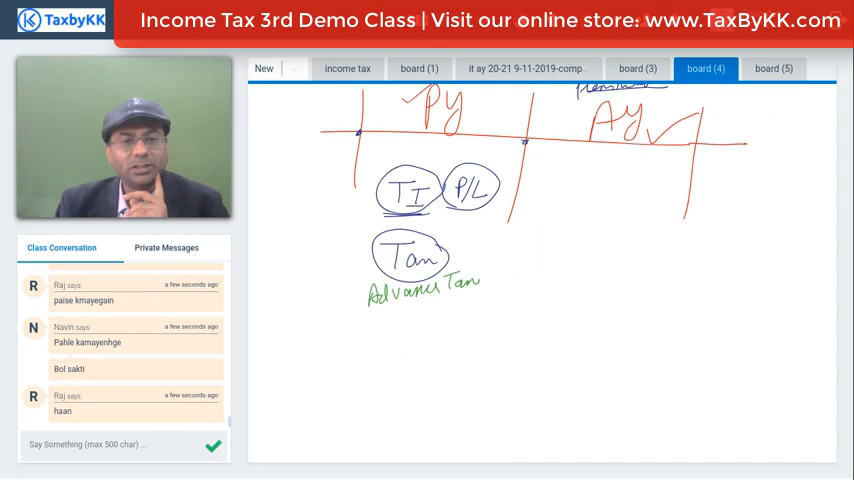 TaxbyKK
Income Tax 3rd Demo Class | Visit our online store: www.TaxByKK.com
New
income tax
board (1)
it ay 20-21 9-11-2019-comp...
board (3)
board (4)
board (5)
PY
AY
TI
P/L
Tax
Advance Tax
Class Conversation
Private Messages
R
Raj says:
a few seconds ago
paise kmayegain
N
Navin says:
a few seconds ago
Pahle kamayenhge
Bol sakti
R
Raj says:
a few seconds ago
haan
Say Something (max 500 char) ...